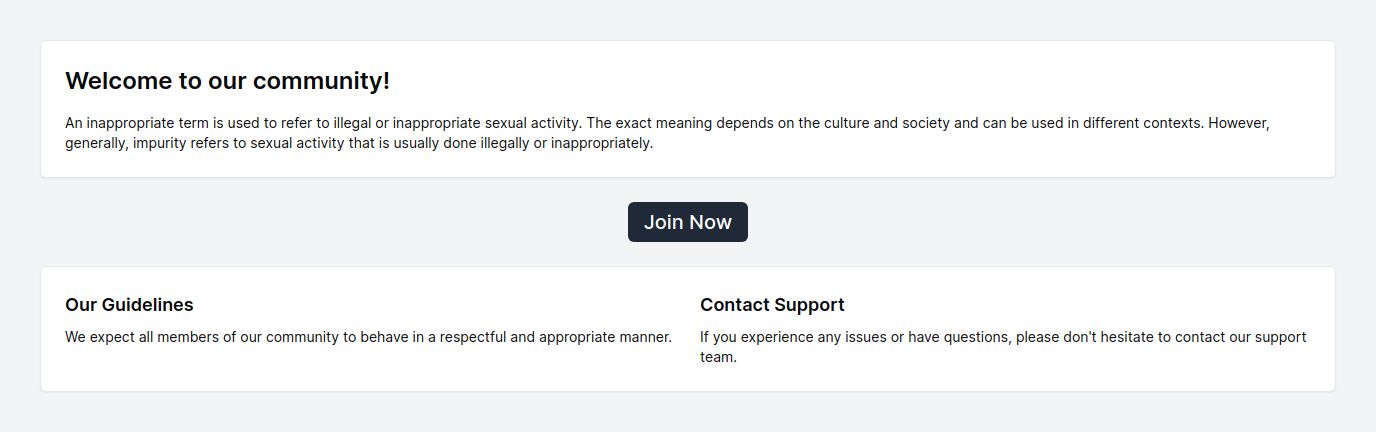 Welcome to our community!
An inappropriate term is used to refer to illegal or inappropriate sexual activity. The exact meaning depends on the culture and society and can be used in different contexts. However,
generally, impurity refers to sexual activity that is usually done illegally or inappropriately.
Join Now
Our Guidelines
We expect all members of our community to behave in a respectful and appropriate manner.
Contact Support
If you experience any issues or have questions, please don't hesitate to contact our support
team.